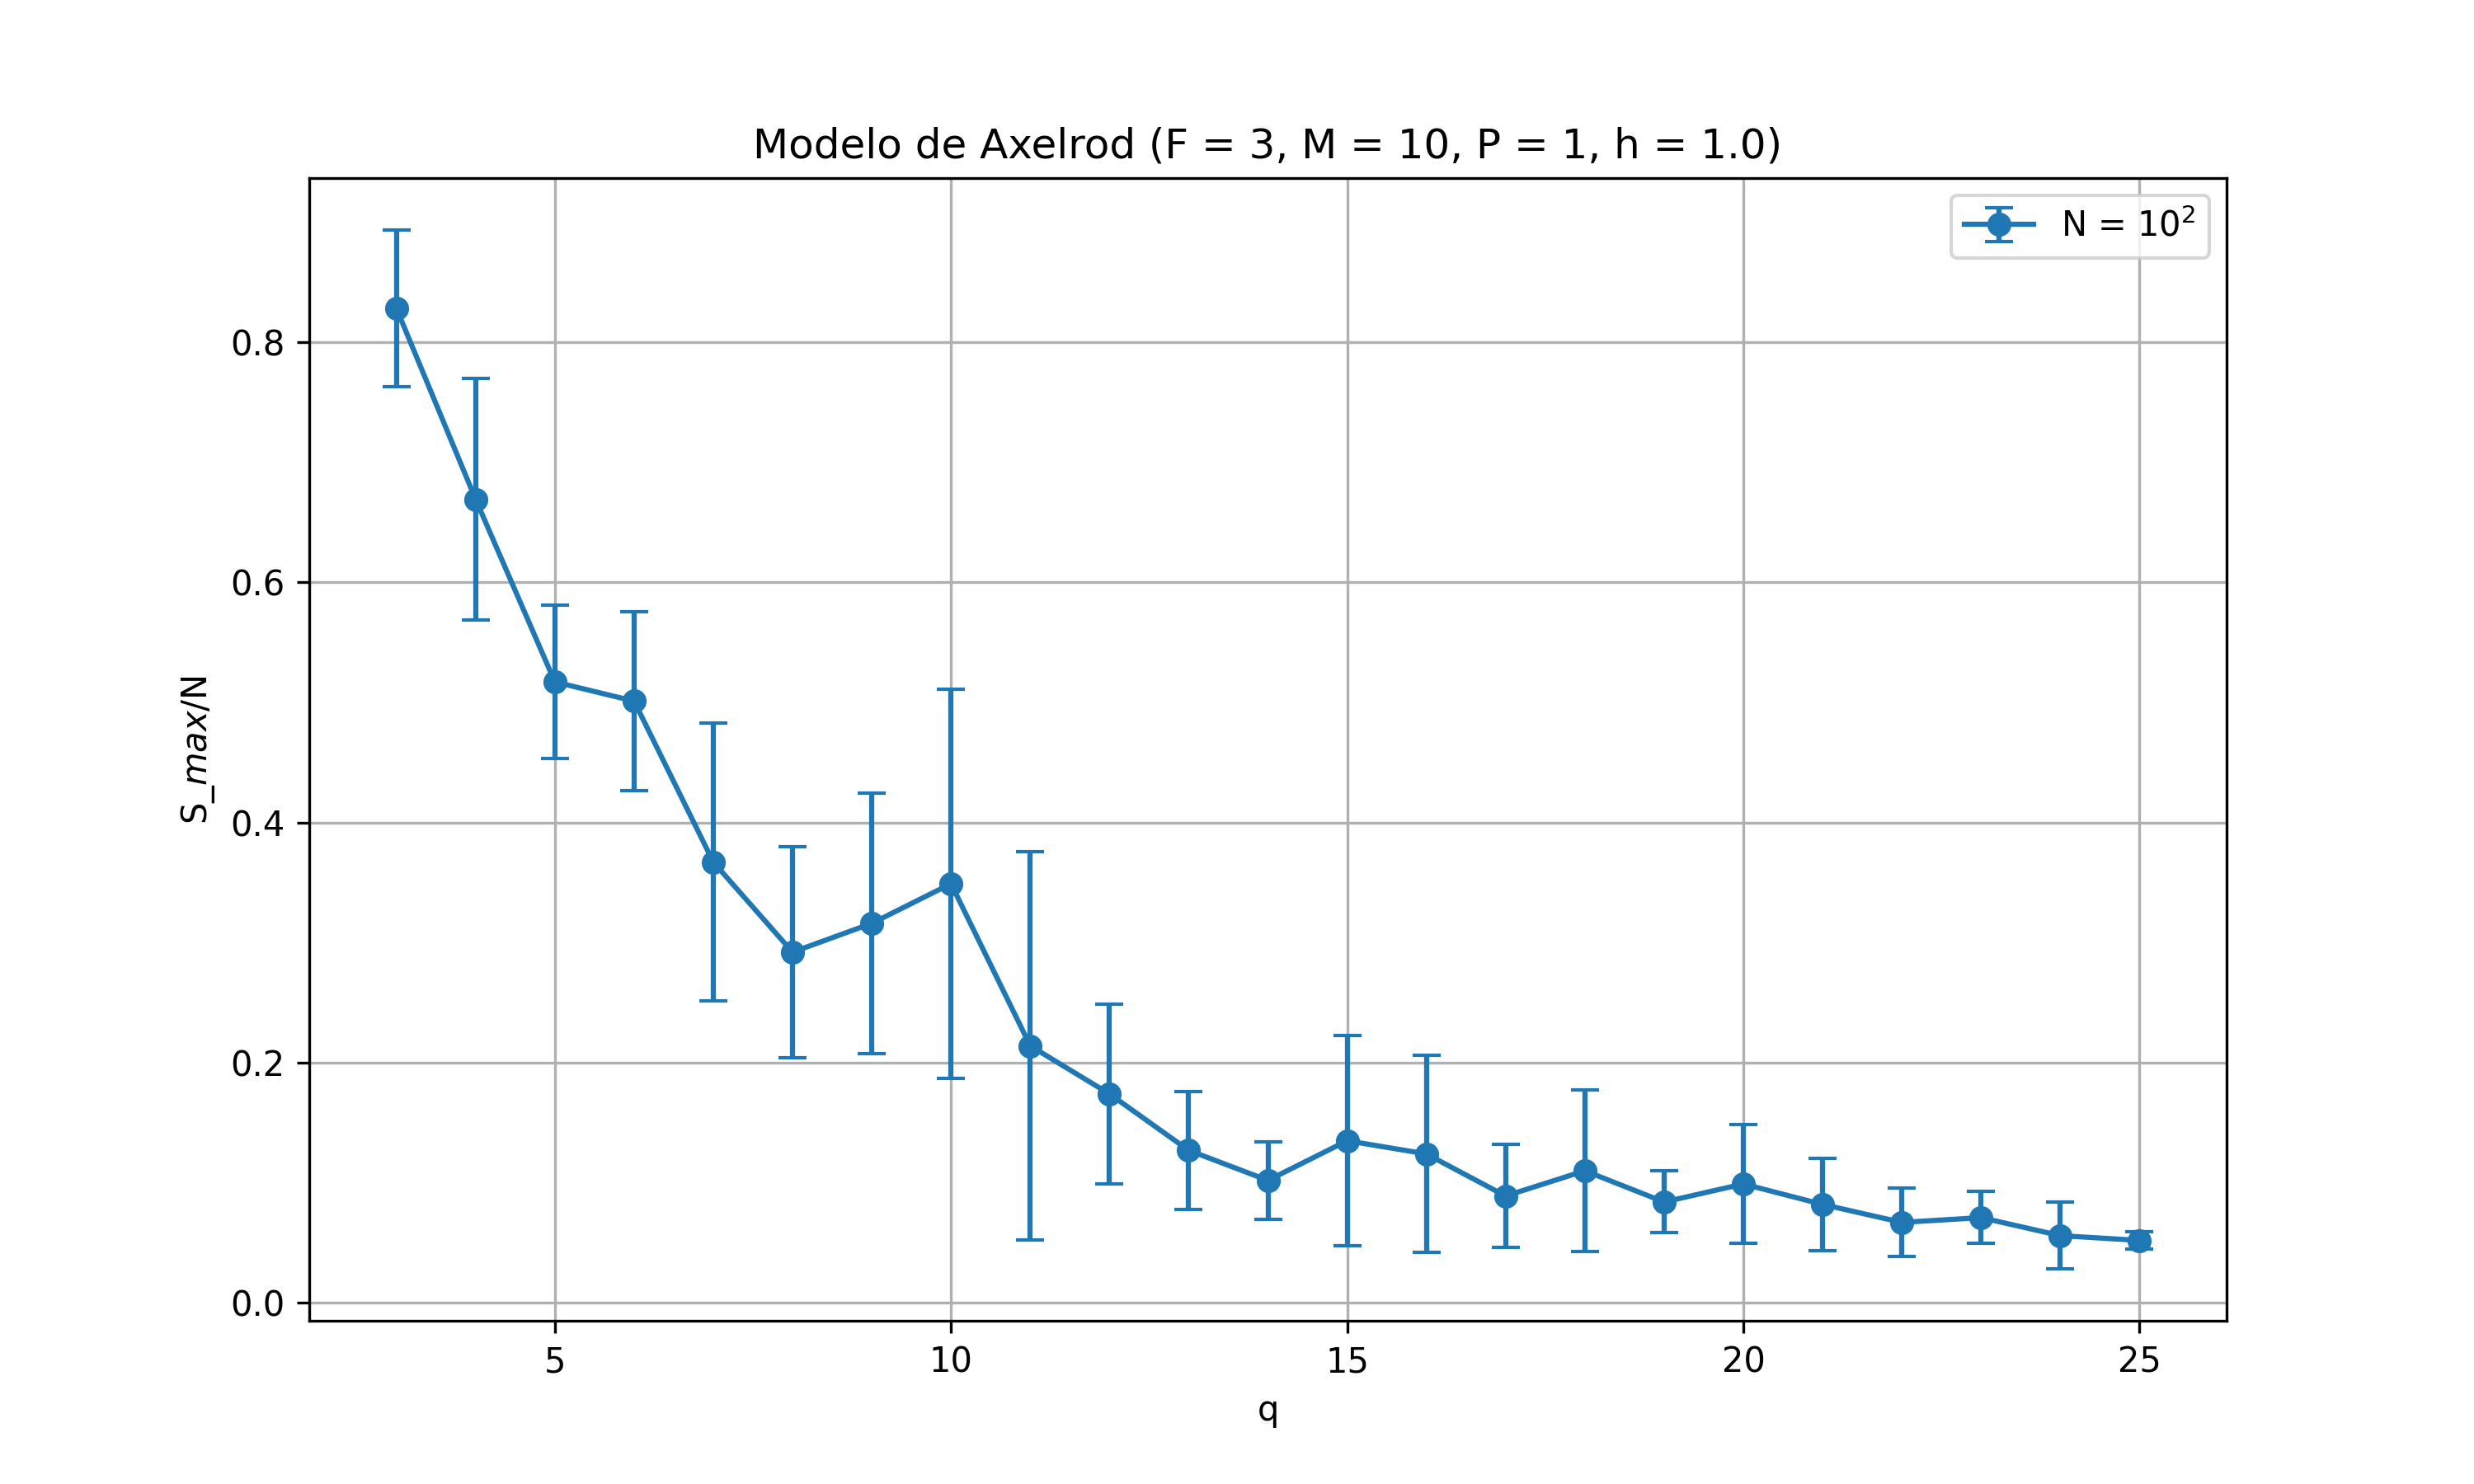 Modelo de Axelrod (F = 3, M = 10, P = 1, h = 1.0)
N = 10²
S_max/N
0.8
0.6
0.4
0.2
0.0
5 10 15 20 25
q